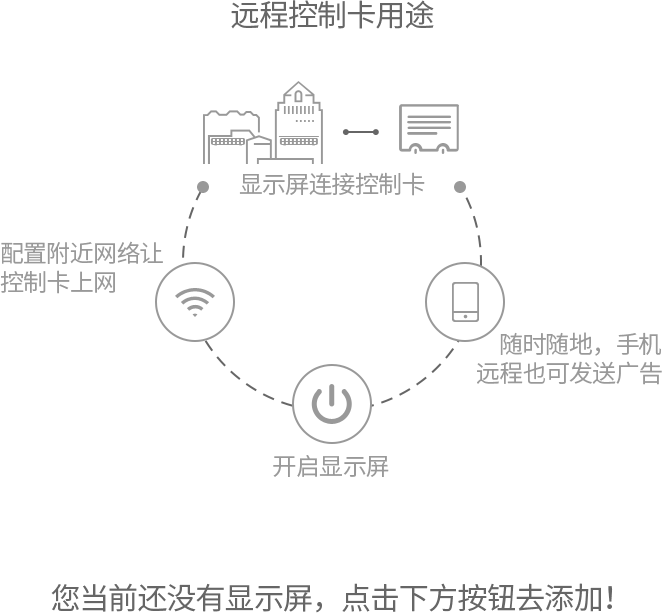 远程控制卡用途
显示屏连接控制卡
配置附近网络让
控制卡上网
随时随地，手机
远程也可发送广告
开启显示屏
您当前还没有显示屏，点击下方按钮去添加！